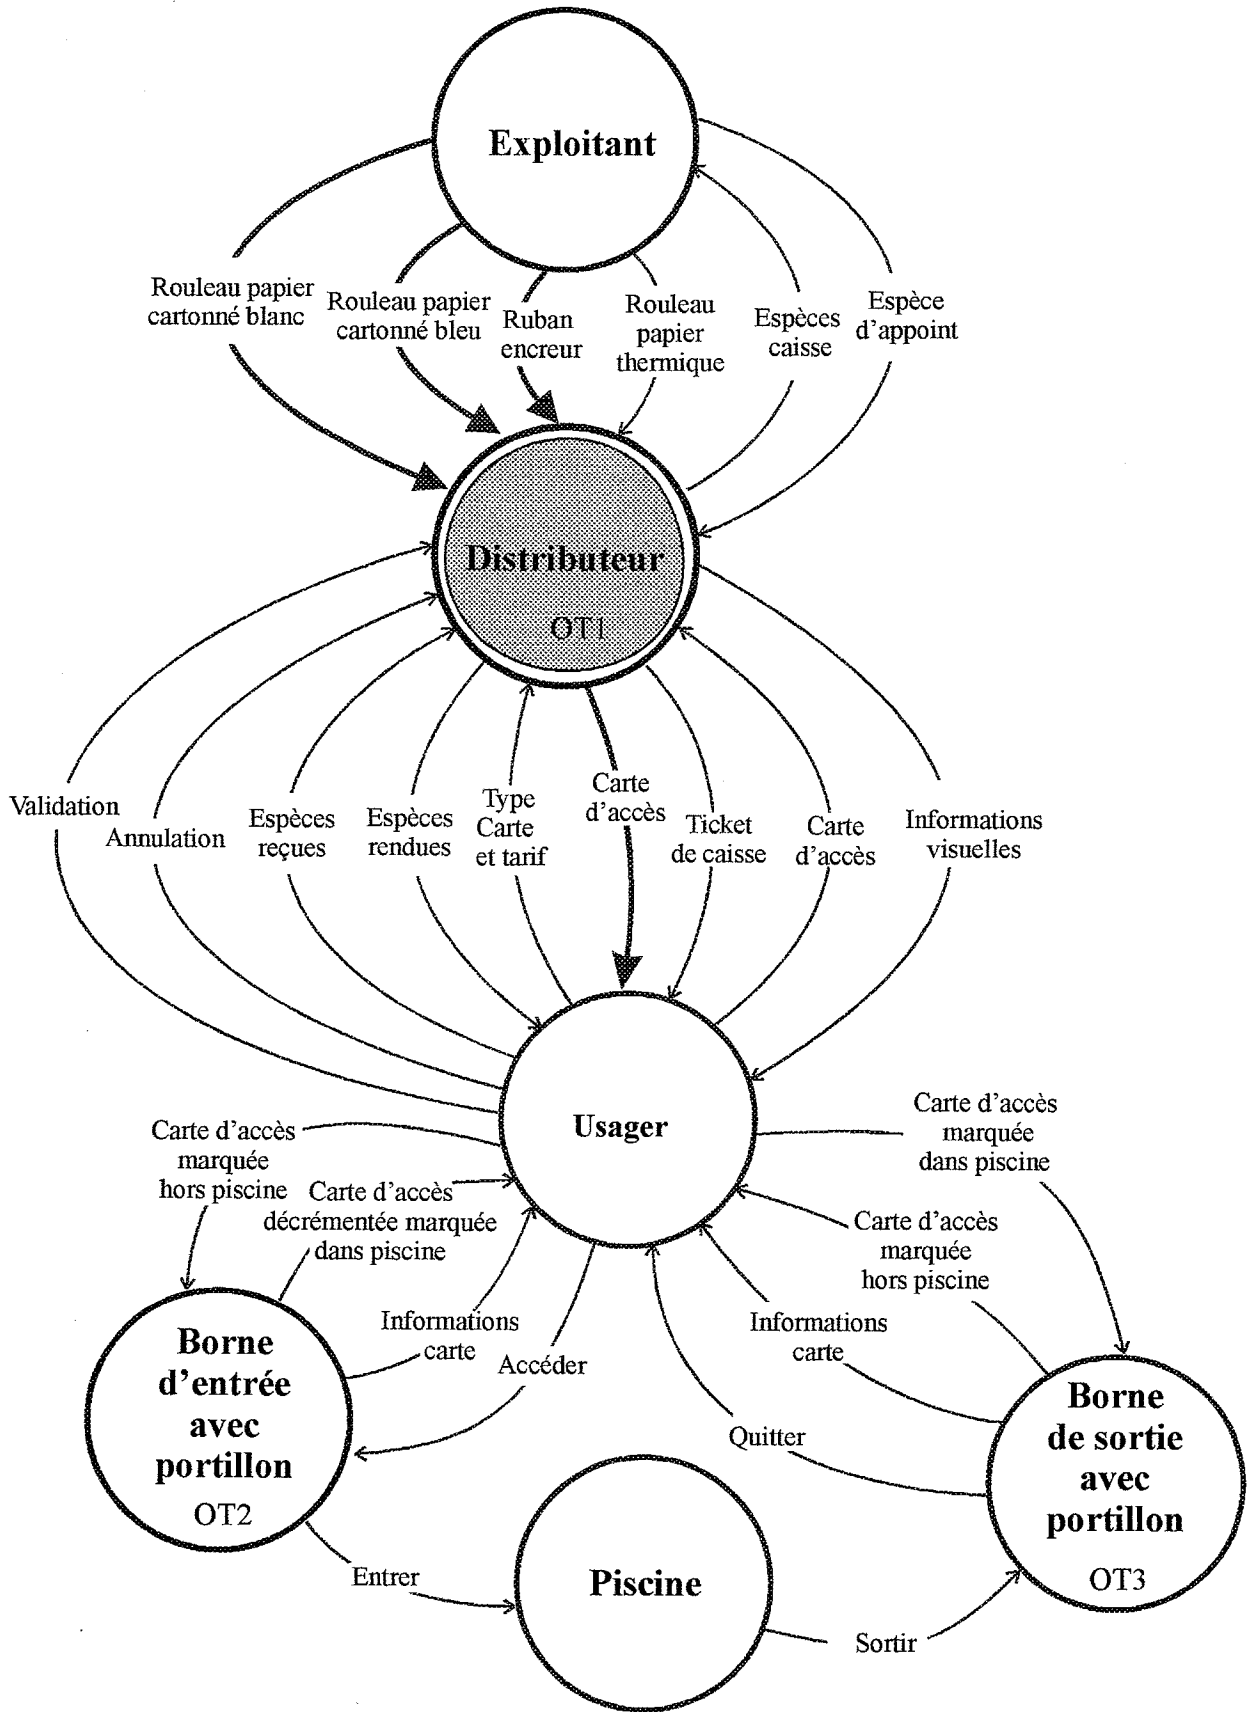 Exploitant
Rouleau papier
cartonné blanc
Rouleau papier
cartonné bleu
Ruban
encreur
Rouleau
papier
thermique
Espèces
caisse
Espèce
d'appoint
Distributeur
OT1
Validation
Annulation
Espèces
reçues
Espèces
rendues
Type
Carte
et tarif
Carte
d'accès
Ticket
de caisse
Carte
d'accès
Informations
visuelles
Usager
Carte d'accès
marquée
hors piscine
Carte d'accès
décrémentée marquée
dans piscine
Informations
carte
Accéder
Carte d'accès
marquée
dans piscine
Carte d'accès
marquée
hors piscine
Informations
carte
Quitter
Borne
d'entrée
avec
portillon
OT2
Borne
de sortie
avec
portillon
OT3
Entrer
Piscine
Sortir